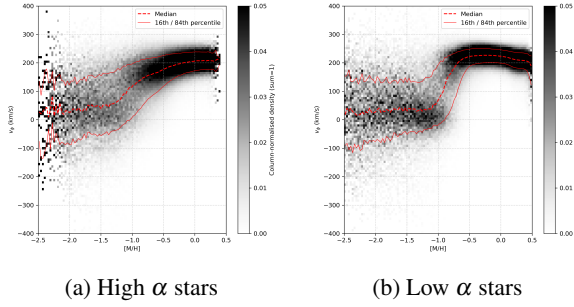 Median
16th / 84th percentile
400
300
200
100
0
−100
−200
−300
−400
vφ (km/s)
−2.5 −2.0 −1.5 −1.0 −0.5 0.0 0.5
[M/H]
0.05
0.04
0.03
0.02
0.01
0.00
Column-normalised density (sum=1)
(a) High α stars
Median
16th / 84th percentile
400
300
200
100
0
−100
−200
−300
−400
vφ (km/s)
−2.5 −2.0 −1.5 −1.0 −0.5 0.0 0.5
[M/H]
0.05
0.04
0.03
0.02
0.01
0.00
(b) Low α stars